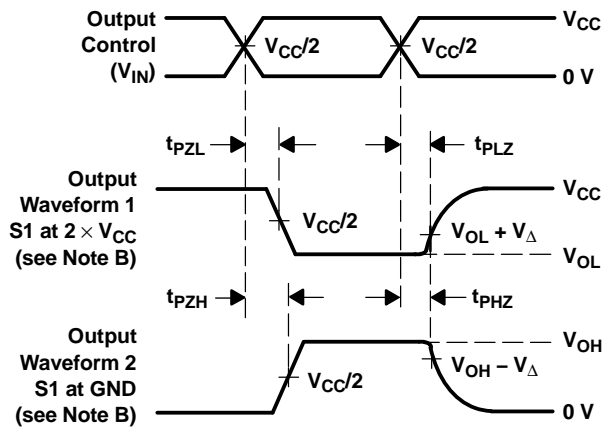 Output
Control
(VIN)
VCC/2
VCC/2
VCC
0 V
tPZL
tPLZ
Output
Waveform 1
S1 at 2 × VCC
(see Note B)
VCC/2
VCC
VOL + VΔ
VOL
tPZH
tPHZ
Output
Waveform 2
S1 at GND
(see Note B)
VCC/2
VOH
VOH − VΔ
0 V